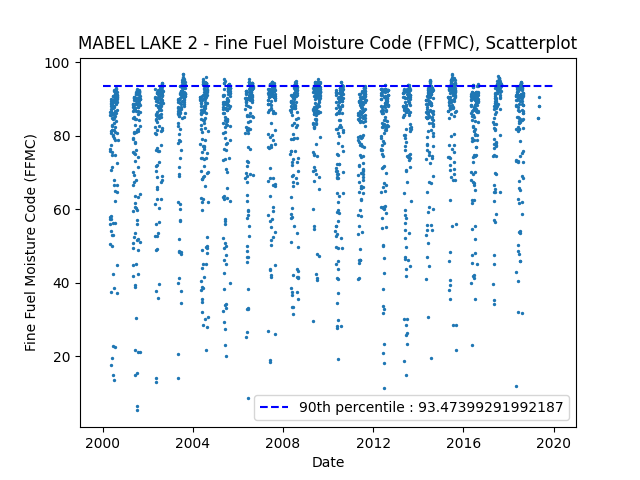 MABEL LAKE 2 - Fine Fuel Moisture Code (FFMC), Scatterplot
100
80
60
40
20
Fine Fuel Moisture Code (FFMC)
90th percentile : 93.47399291992187
2000
2004
2008
2012
2016
2020
Date